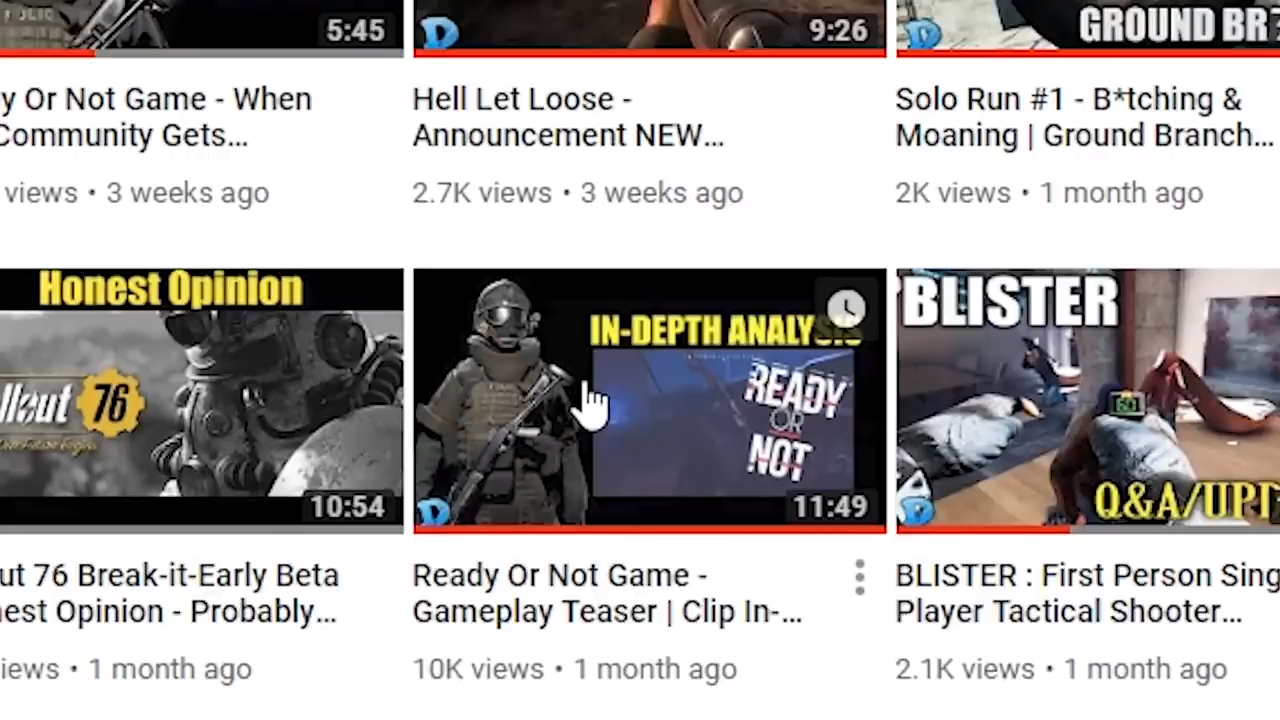 5:45
9:26
GROUND BR
y Or Not Game - When
Community Gets...
views • 3 weeks ago
Hell Let Loose -
Announcement NEW...
2.7K views • 3 weeks ago
Solo Run #1 - B*tching &
Moaning | Ground Branch...
2K views • 1 month ago
Honest Opinion
llout 76
10:54
IN-DEPTH ANALYSIS
READY
OR
NOT
11:49
BLISTER
Q&A/UPD
ut 76 Break-it-Early Beta
nest Opinion - Probably...
iews • 1 month ago
Ready Or Not Game -
Gameplay Teaser | Clip In-...
10K views • 1 month ago
BLISTER : First Person Sing
Player Tactical Shooter...
2.1K views • 1 month ago